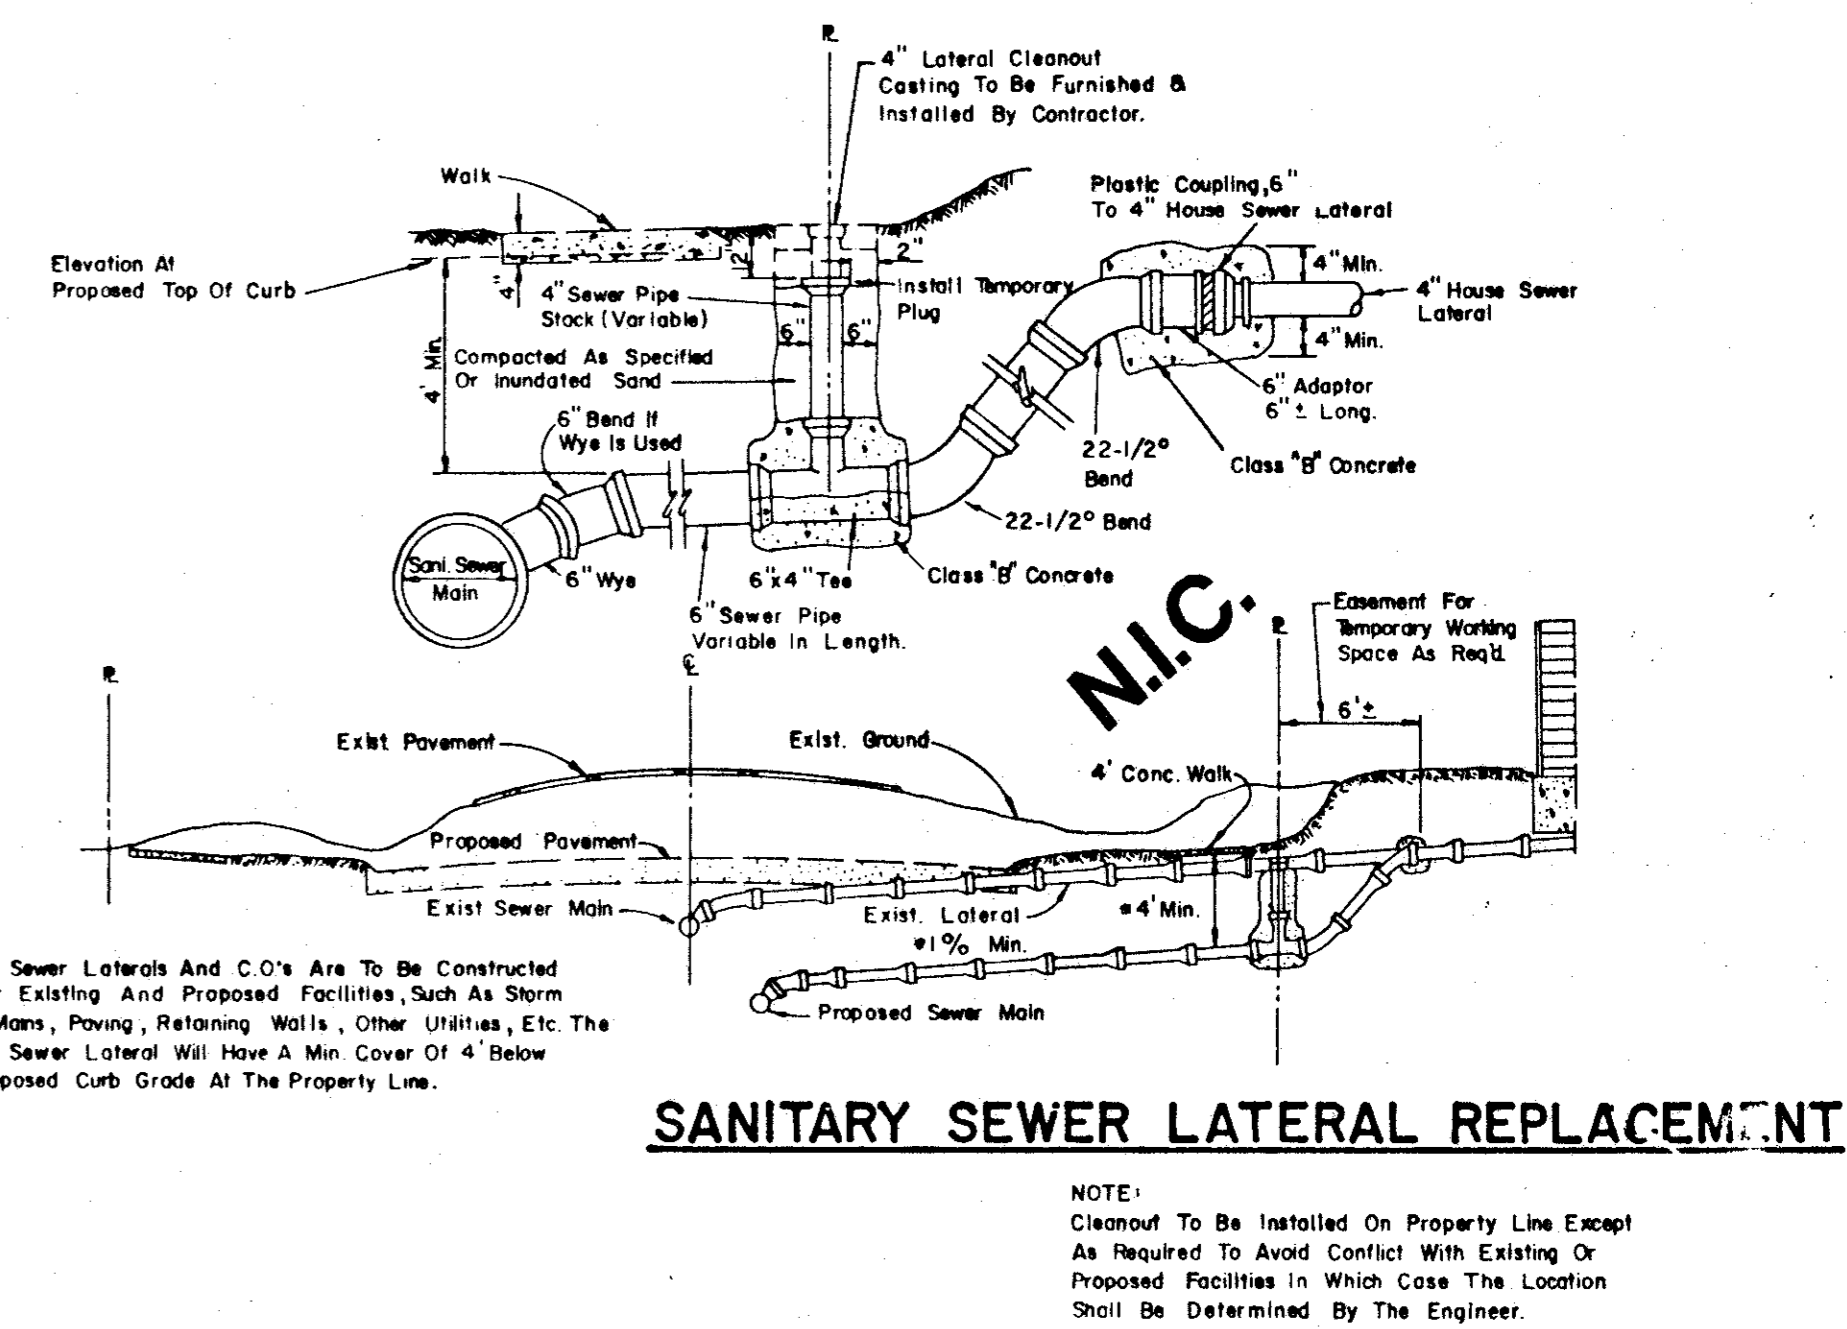 PL
4" Lateral Cleanout
Casting To Be Furnished &
Installed By Contractor.
Walk
Plastic Coupling, 6"
To 4" House Sewer Lateral
Elevation At
Proposed Top Of Curb
4"
2"
4" Min.
4" Sewer Pipe
Stack (Variable)
Install Temporary
Plug
4" House Sewer
Lateral
6"
6"
4" Min.
4' Min.
Compacted As Specified
Or Inundated Sand
6" Adaptor
6" ± Long.
6" Bend If
Wye Is Used
22-1/2°
Bend
Class "B" Concrete
22-1/2° Bend
Sani. Sewer
Main
6" Wye
6"x4" Tee
Class "B" Concrete
6" Sewer Pipe
Variable In Length.
N.I.C.
Easement For
Temporary Working
Space As Req'd.
PL
CL
PL
6'±
Exist. Pavement
Exist. Ground
4' Conc. Walk
Proposed Pavement
Exist. Sewer Main
Exist. Lateral
*4' Min.
*1% Min.
Proposed Sewer Main
Sewer Laterals And C.O.'s Are To Be Constructed
Existing And Proposed Facilities, Such As Storm
Mains, Paving, Retaining Walls, Other Utilities, Etc. The
Sewer Lateral Will Have A Min. Cover Of 4' Below
posed Curb Grade At The Property Line.
SANITARY SEWER LATERAL REPLACEMENT
NOTE:
Cleanout To Be Installed On Property Line Except
As Required To Avoid Conflict With Existing Or
Proposed Facilities In Which Case The Location
Shall Be Determined By The Engineer.